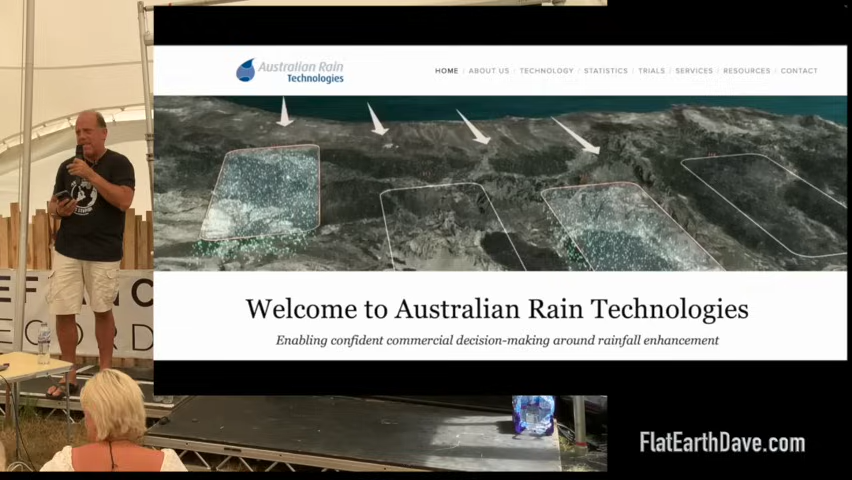 Australian Rain
Technologies
HOME / ABOUT US / TECHNOLOGY / STATISTICS / TRIALS / SERVICES / RESOURCES / CONTACT
Welcome to Australian Rain Technologies
Enabling confident commercial decision-making around rainfall enhancement
FlatEarthDave.com